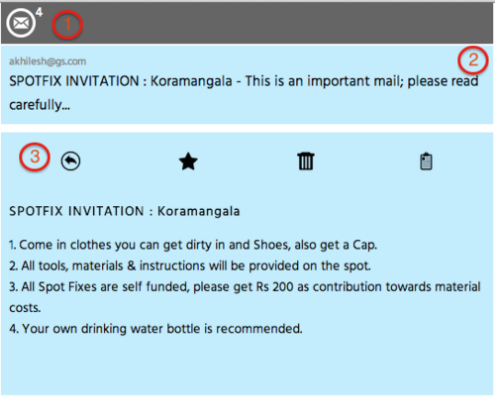 4
1
akhilesh@gs.com
2
SPOTFIX INVITATION : Koramangala - This is an important mail; please read
carefully...
3
SPOTFIX INVITATION : Koramangala
1. Come in clothes you can get dirty in and Shoes, also get a Cap.
2. All tools, materials & instructions will be provided on the spot.
3. All Spot Fixes are self funded, please get Rs 200 as contribution towards material
costs.
4. Your own drinking water bottle is recommended.